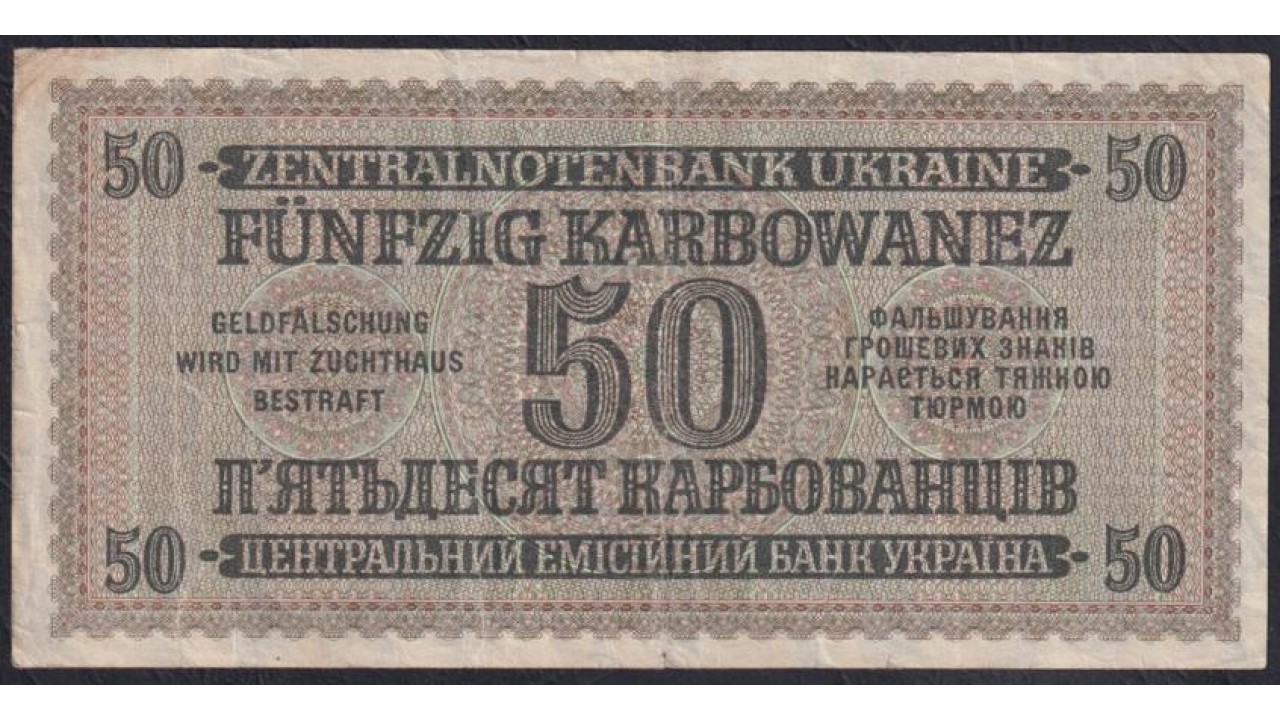 50 ZENTRALNOTENBANK UKRAINE 50
FÜNFZIG KARBOWANEZ
50
GELDFÄLSCHUNG
WIRD MIT ZUCHTHAUS
BESTRAFT
ФАЛЬШУВАННЯ
ГРОШЕВИХ ЗНАКІВ
КАРАЄТЬСЯ ТЯЖКОЮ
ТЮРМОЮ
П'ЯТЬДЕСЯТ КАРБОВАНЦІВ
50 ЦЕНТРАЛЬНИЙ ЕМІСІЙНИЙ БАНК УКРАЇНА 50